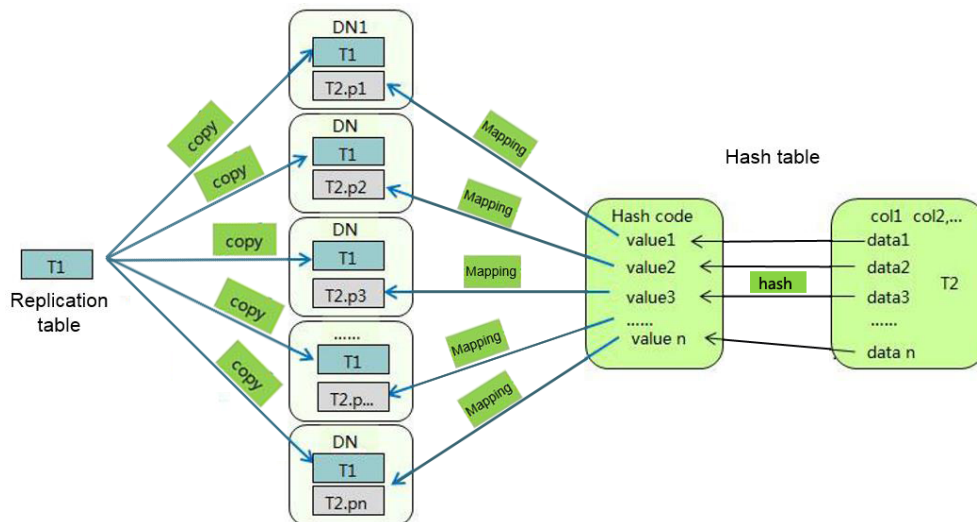 DN1
T1
T2.p1
DN
T1
T2.p2
DN
T1
T2.p3
......
T1
T2.p...
DN
T1
T2.pn
copy
copy
copy
copy
copy
T1
Replication
table
Mapping
Mapping
Mapping
Mapping
Mapping
Hash table
Hash code
value1
value2
value3
......
value n
hash
col1 col2,...
data1
data2
data3
......
data n
T2